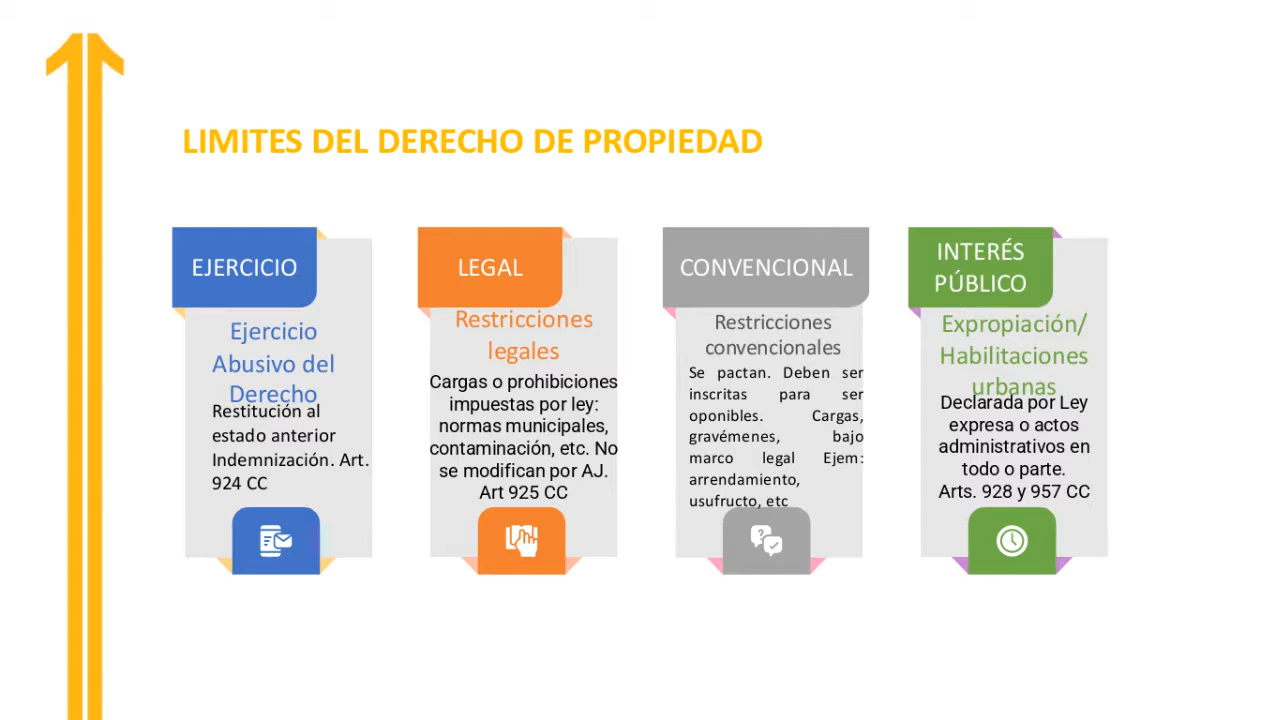 LIMITES DEL DERECHO DE PROPIEDAD
EJERCICIO
Ejercicio
Abusivo del
Derecho
Restitución al
estado anterior
Indemnización. Art.
924 CC
LEGAL
Restricciones
legales
Cargas o prohibiciones
impuestas por ley:
normas municipales,
contaminación, etc. No
se modifican por AJ.
Art 925 CC
CONVENCIONAL
Restricciones
convencionales
Se pactan. Deben ser
inscritas para ser
oponibles. Cargas,
gravémenes, bajo
marco legal Ejem:
arrendamiento,
usufructo, etc
?
INTERÉS
PÚBLICO
Expropiación/
Habilitaciones
urbanas
Declarada por Ley
expresa o actos
administrativos en
todo o parte.
Arts. 928 y 957 CC